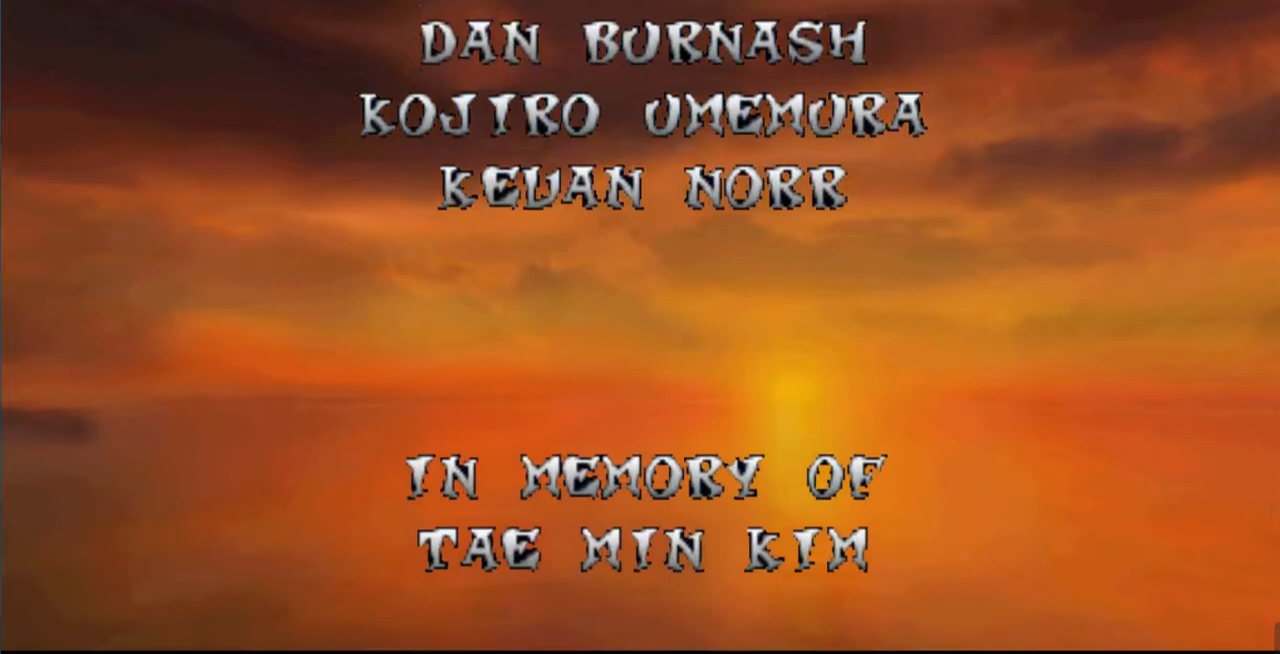 DAN BURNASH
KOJIRO UMEMURA
KEVAN NORR
IN MEMORY OF
TAE MIN KIM